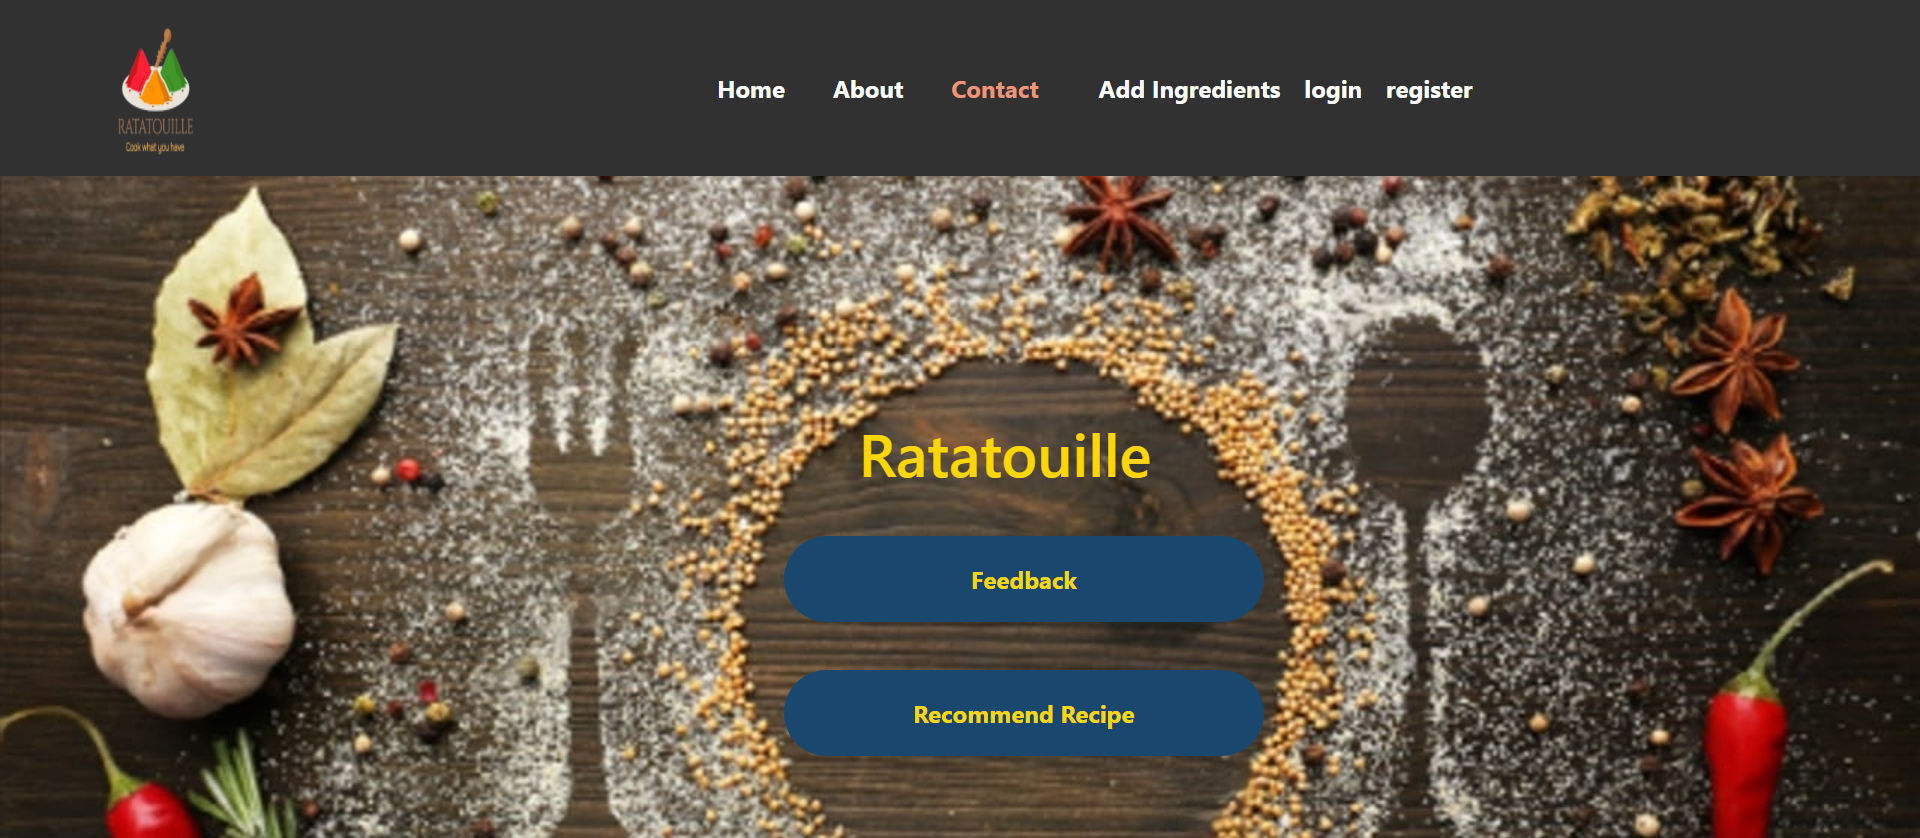 RATATOUILLE
Cook what you have
Home About Contact Add Ingredients login register
Ratatouille
Feedback
Recommend Recipe